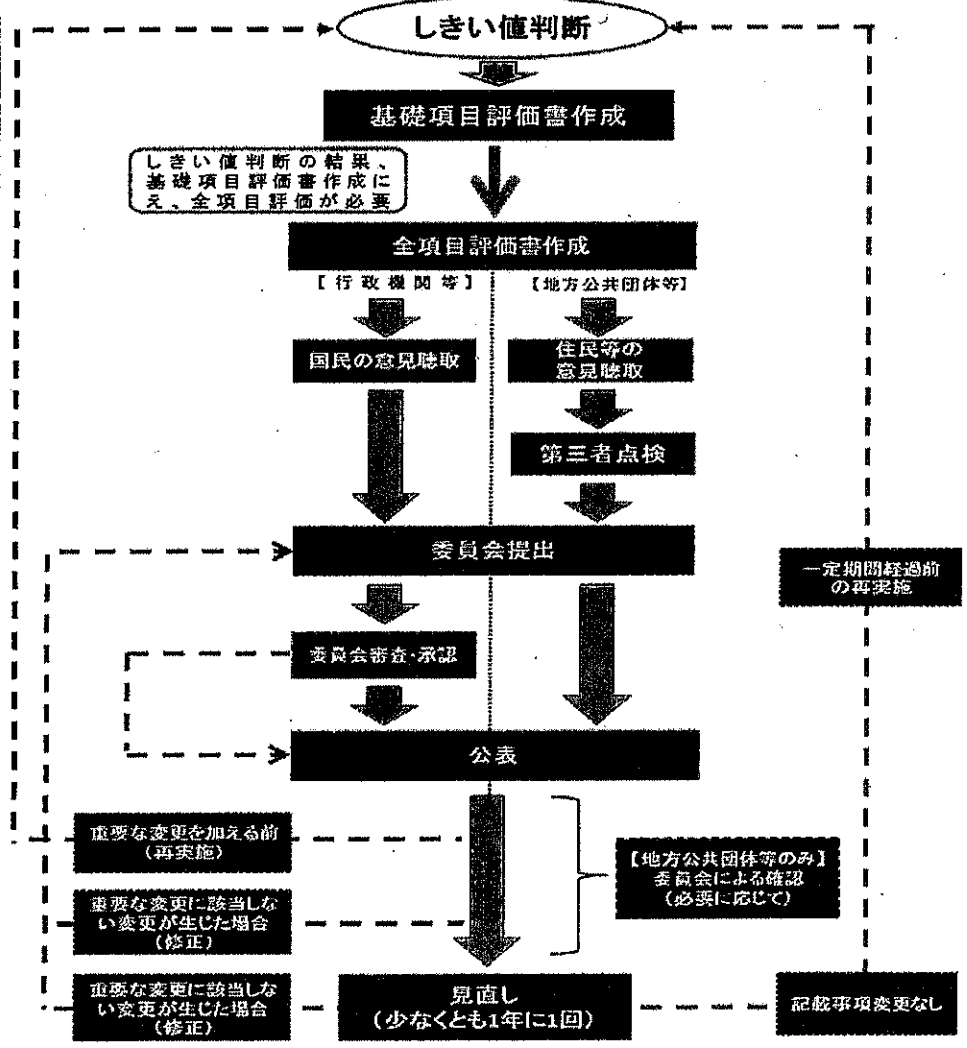 しきい値判断
基礎項目評価書作成
しきい値判断の結果、
基礎項目評価書作成に
え、全項目評価が必要
全項目評価書作成
【行政機関等】
【地方公共団体等】
国民の意見聴取
住民等の
意見聴取
第三者点検
委員会提出
一定期間経過前
の再実施
委員会審査・承認
公表
重要な変更を加える前
(再実施)
【地方公共団体等のみ】
委員会による確認
(必要に応じて)
重要な変更に該当しな
い変更が生じた場合
(修正)
重要な変更に該当しな
い変更が生じた場合
(修正)
見直し
(少なくとも1年に1回)
記載事項変更なし